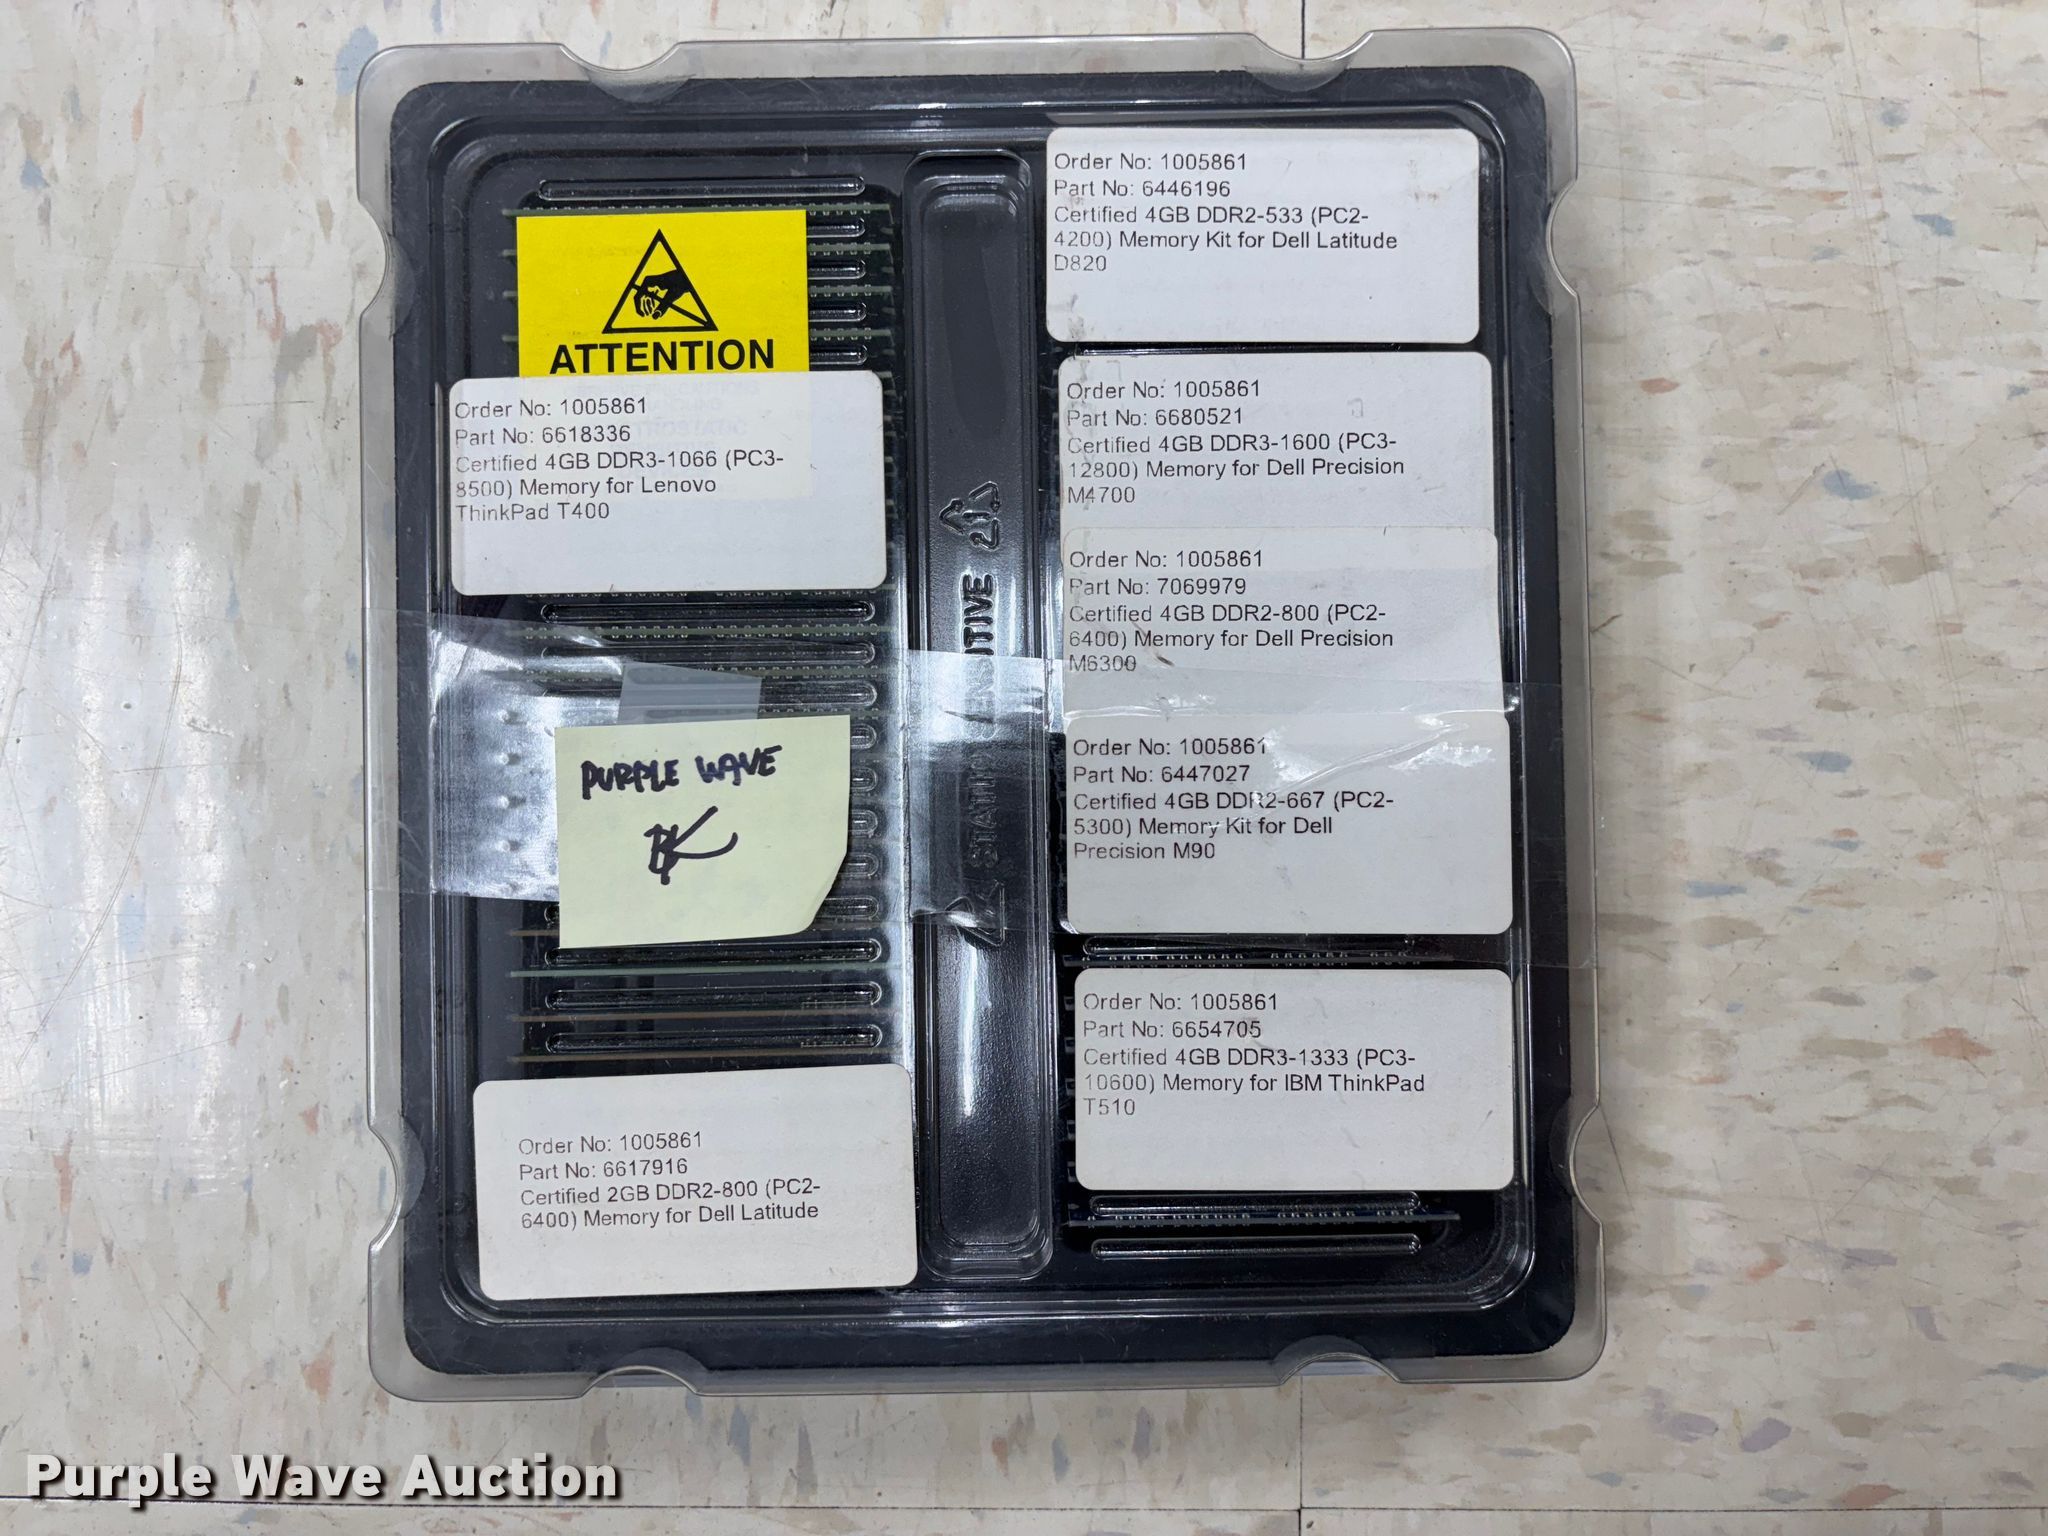 ATTENTION
Order No: 1005861
Part No: 6618336
Certified 4GB DDR3-1066 (PC3-
8500) Memory for Lenovo
ThinkPad T400
PURPLE WAVE
BK
Order No: 1005861
Part No: 6617916
Certified 2GB DDR2-800 (PC2-
6400) Memory for Dell Latitude
STATIC SENSITIVE
Order No: 1005861
Part No: 6446196
Certified 4GB DDR2-533 (PC2-
4200) Memory Kit for Dell Latitude
D820
Order No: 1005861
Part No: 6680521
Certified 4GB DDR3-1600 (PC3-
12800) Memory for Dell Precision
M4700
Order No: 1005861
Part No: 7069979
Certified 4GB DDR2-800 (PC2-
6400) Memory for Dell Precision
M6300
Order No: 1005861
Part No: 6447027
Certified 4GB DDR2-667 (PC2-
5300) Memory Kit for Dell
Precision M90
Order No: 1005861
Part No: 6654705
Certified 4GB DDR3-1333 (PC3-
10600) Memory for IBM ThinkPad
T510
Purple Wave Auction